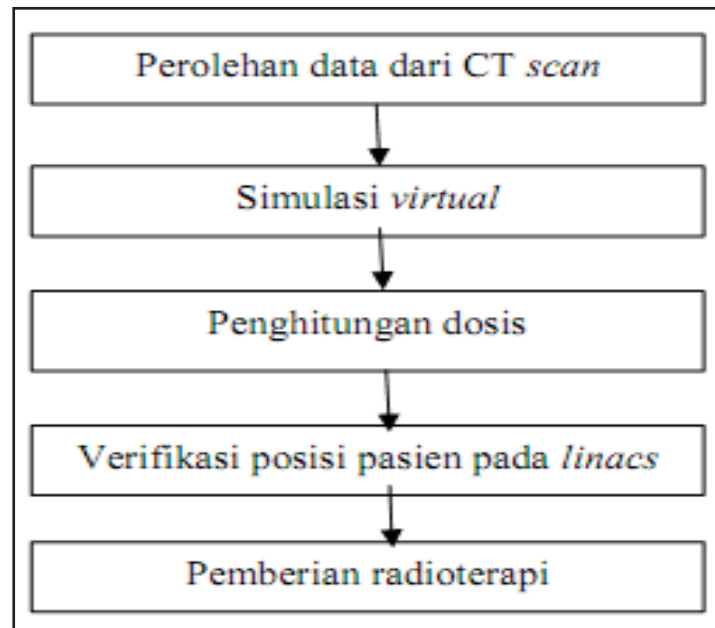 Perolehan data dari CT scan
Simulasi virtual
Penghitungan dosis
Verifikasi posisi pasien pada linacs
Pemberian radioterapi